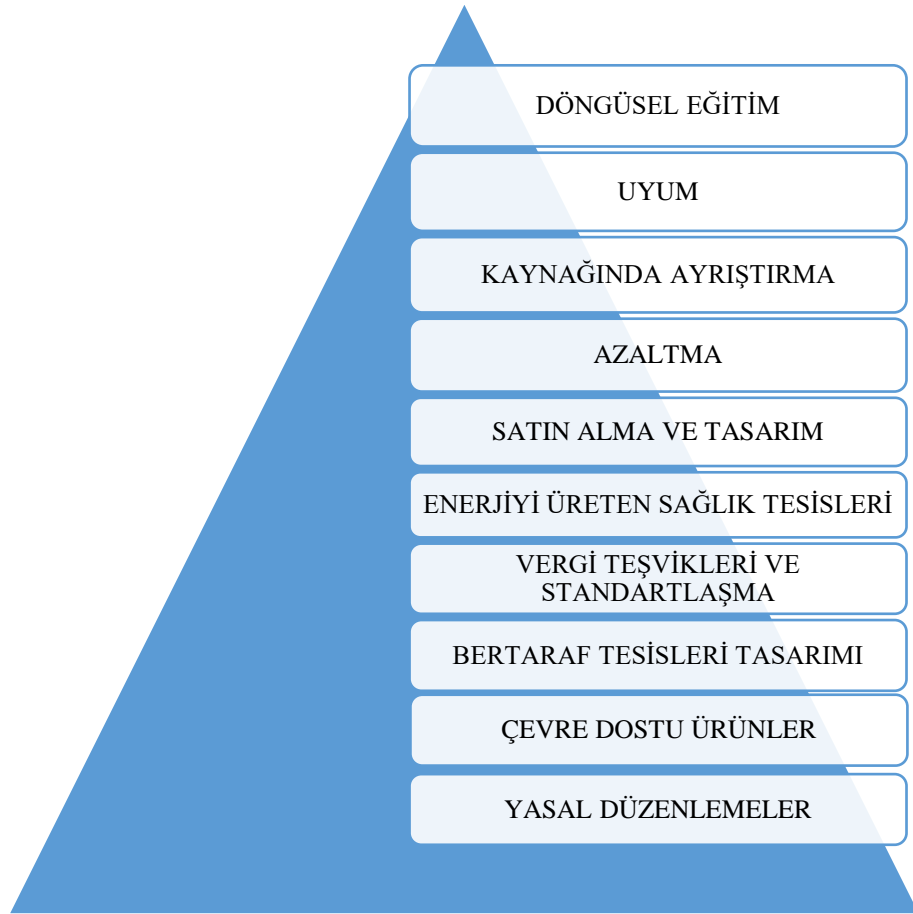 DÖNGÜSEL EĞİTİM
UYUM
KAYNAĞINDA AYRIŞTIRMA
AZALTMA
SATIN ALMA VE TASARIM
ENERJİYİ ÜRETEN SAĞLIK TESİSLERİ
VERGİ TEŞVİKLERİ VE
STANDARTLAŞMA
BERTARAF TESİSLERİ TASARIMI
ÇEVRE DOSTU ÜRÜNLER
YASAL DÜZENLEMELER